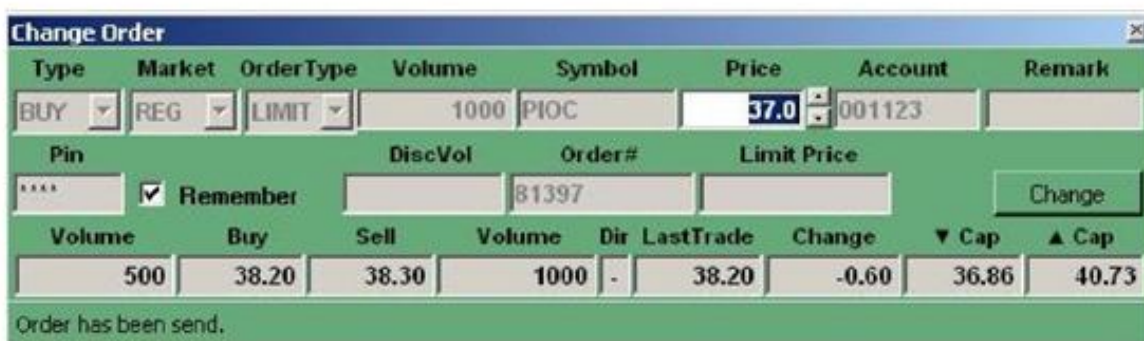 Change Order
Type Market OrderType Volume Symbol Price Account Remark
BUY REG LIMIT 1000 PIOC 37.0 001123
Pin DiscVol Order# Limit Price
**** Remember 81397 Change
Volume Buy Sell Volume Dir LastTrade Change ▼ Cap ▲ Cap
500 38.20 38.30 1000 - 38.20 -0.60 36.86 40.73
Order has been send.